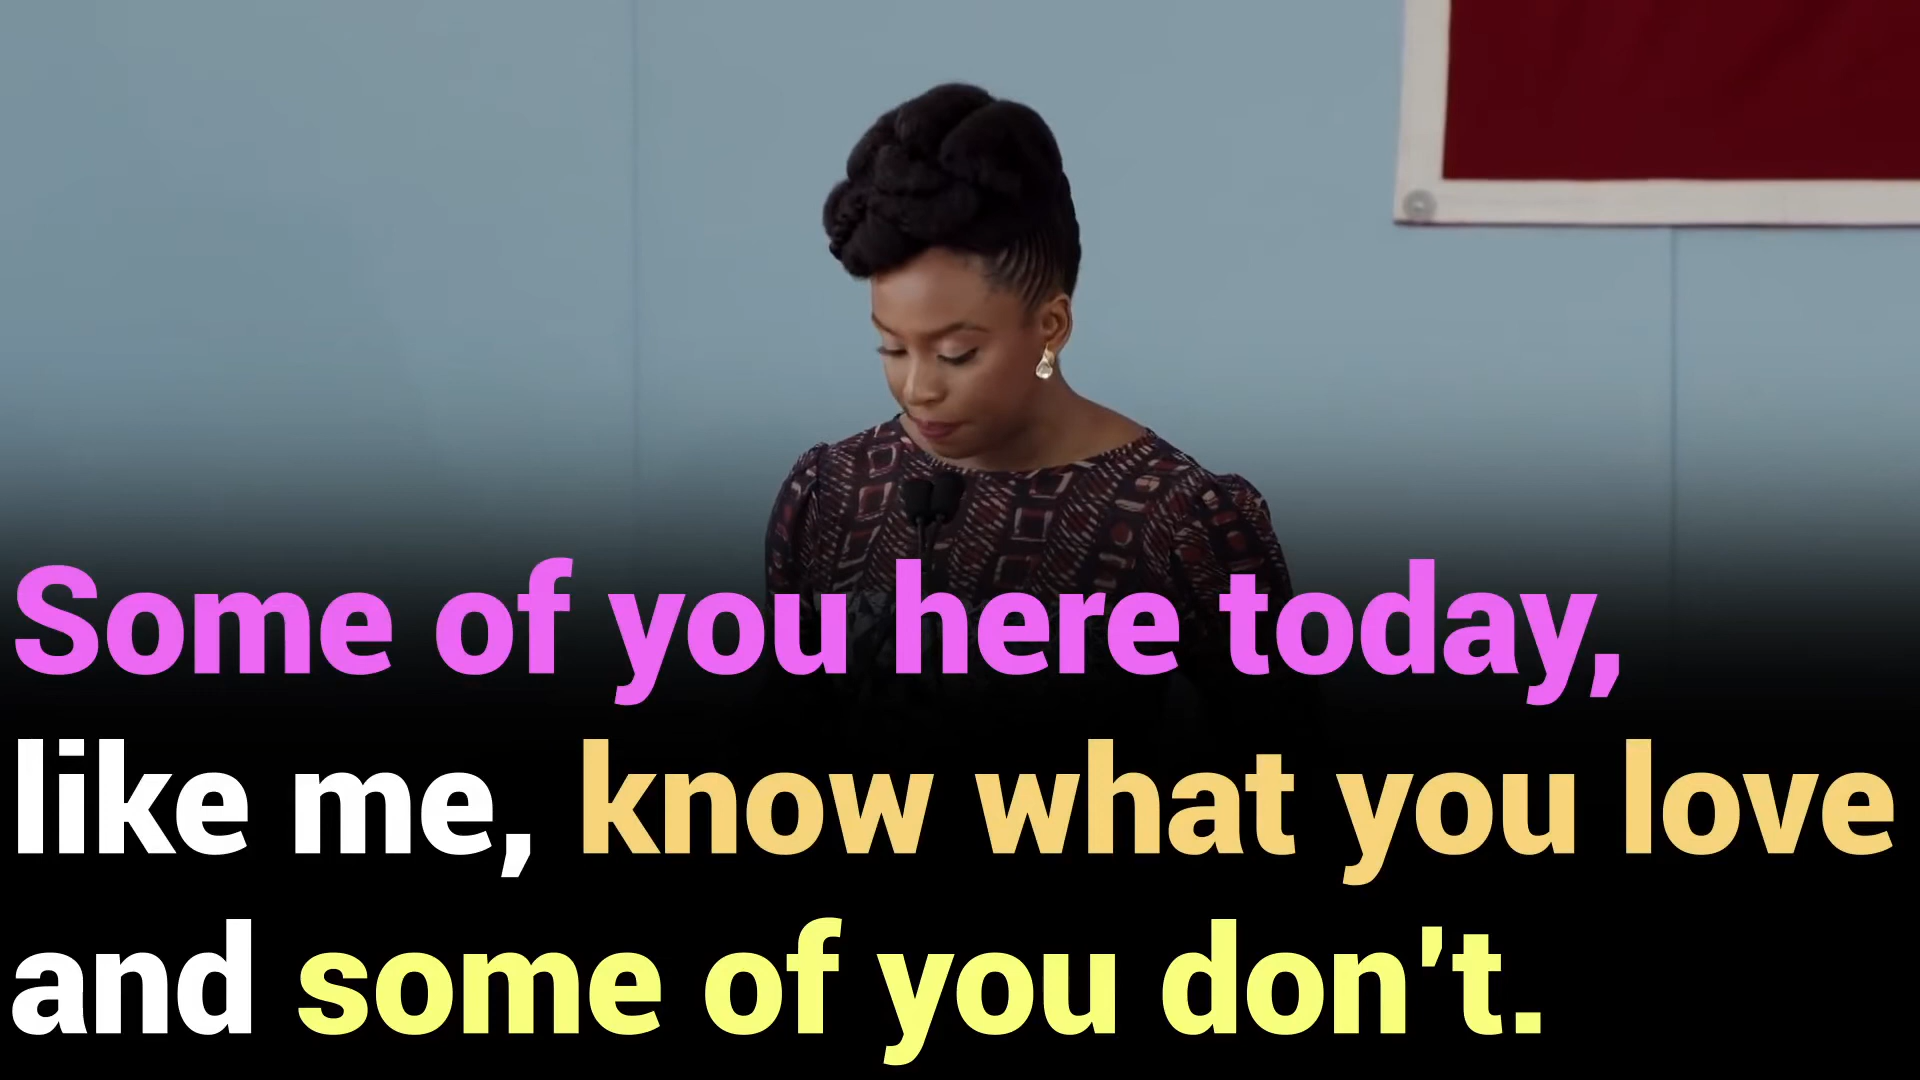 Some of you here today,
like me, know what you love
and some of you don't.